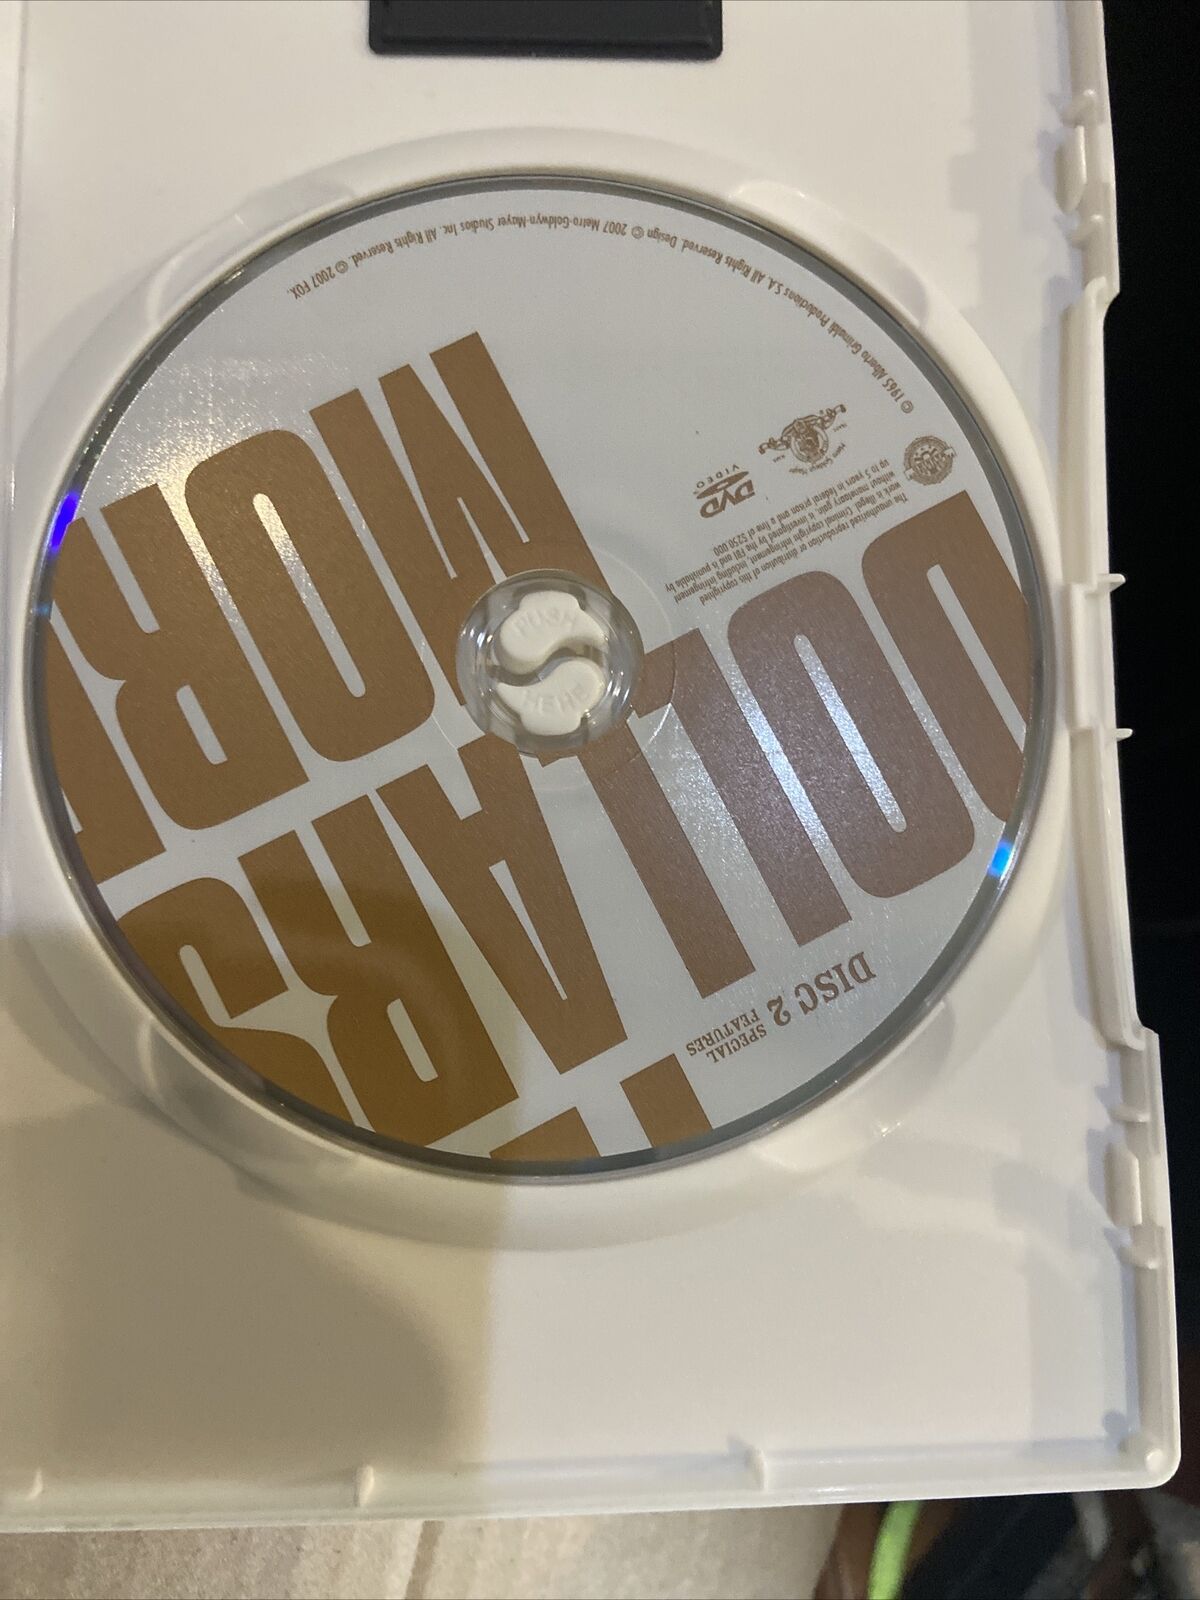 DISC 2
SPECIAL
FEATURES
DOLLARS
MOR
The unauthorized reproduction or distribution of this copyrighted
work is illegal. Criminal copyright infringement, including infringement
without monetary gain, is investigated by the FBI and is punishable by
up to 5 years in federal prison and a fine of $250,000.
DVD
VIDEO
© 1965 Alberto Grimaldi Productions S.A. All Rights Reserved. Design © 2007 Metro-Goldwyn-Mayer Studios Inc. All Rights Reserved. © 2007 FOX.
PUSH
HERE